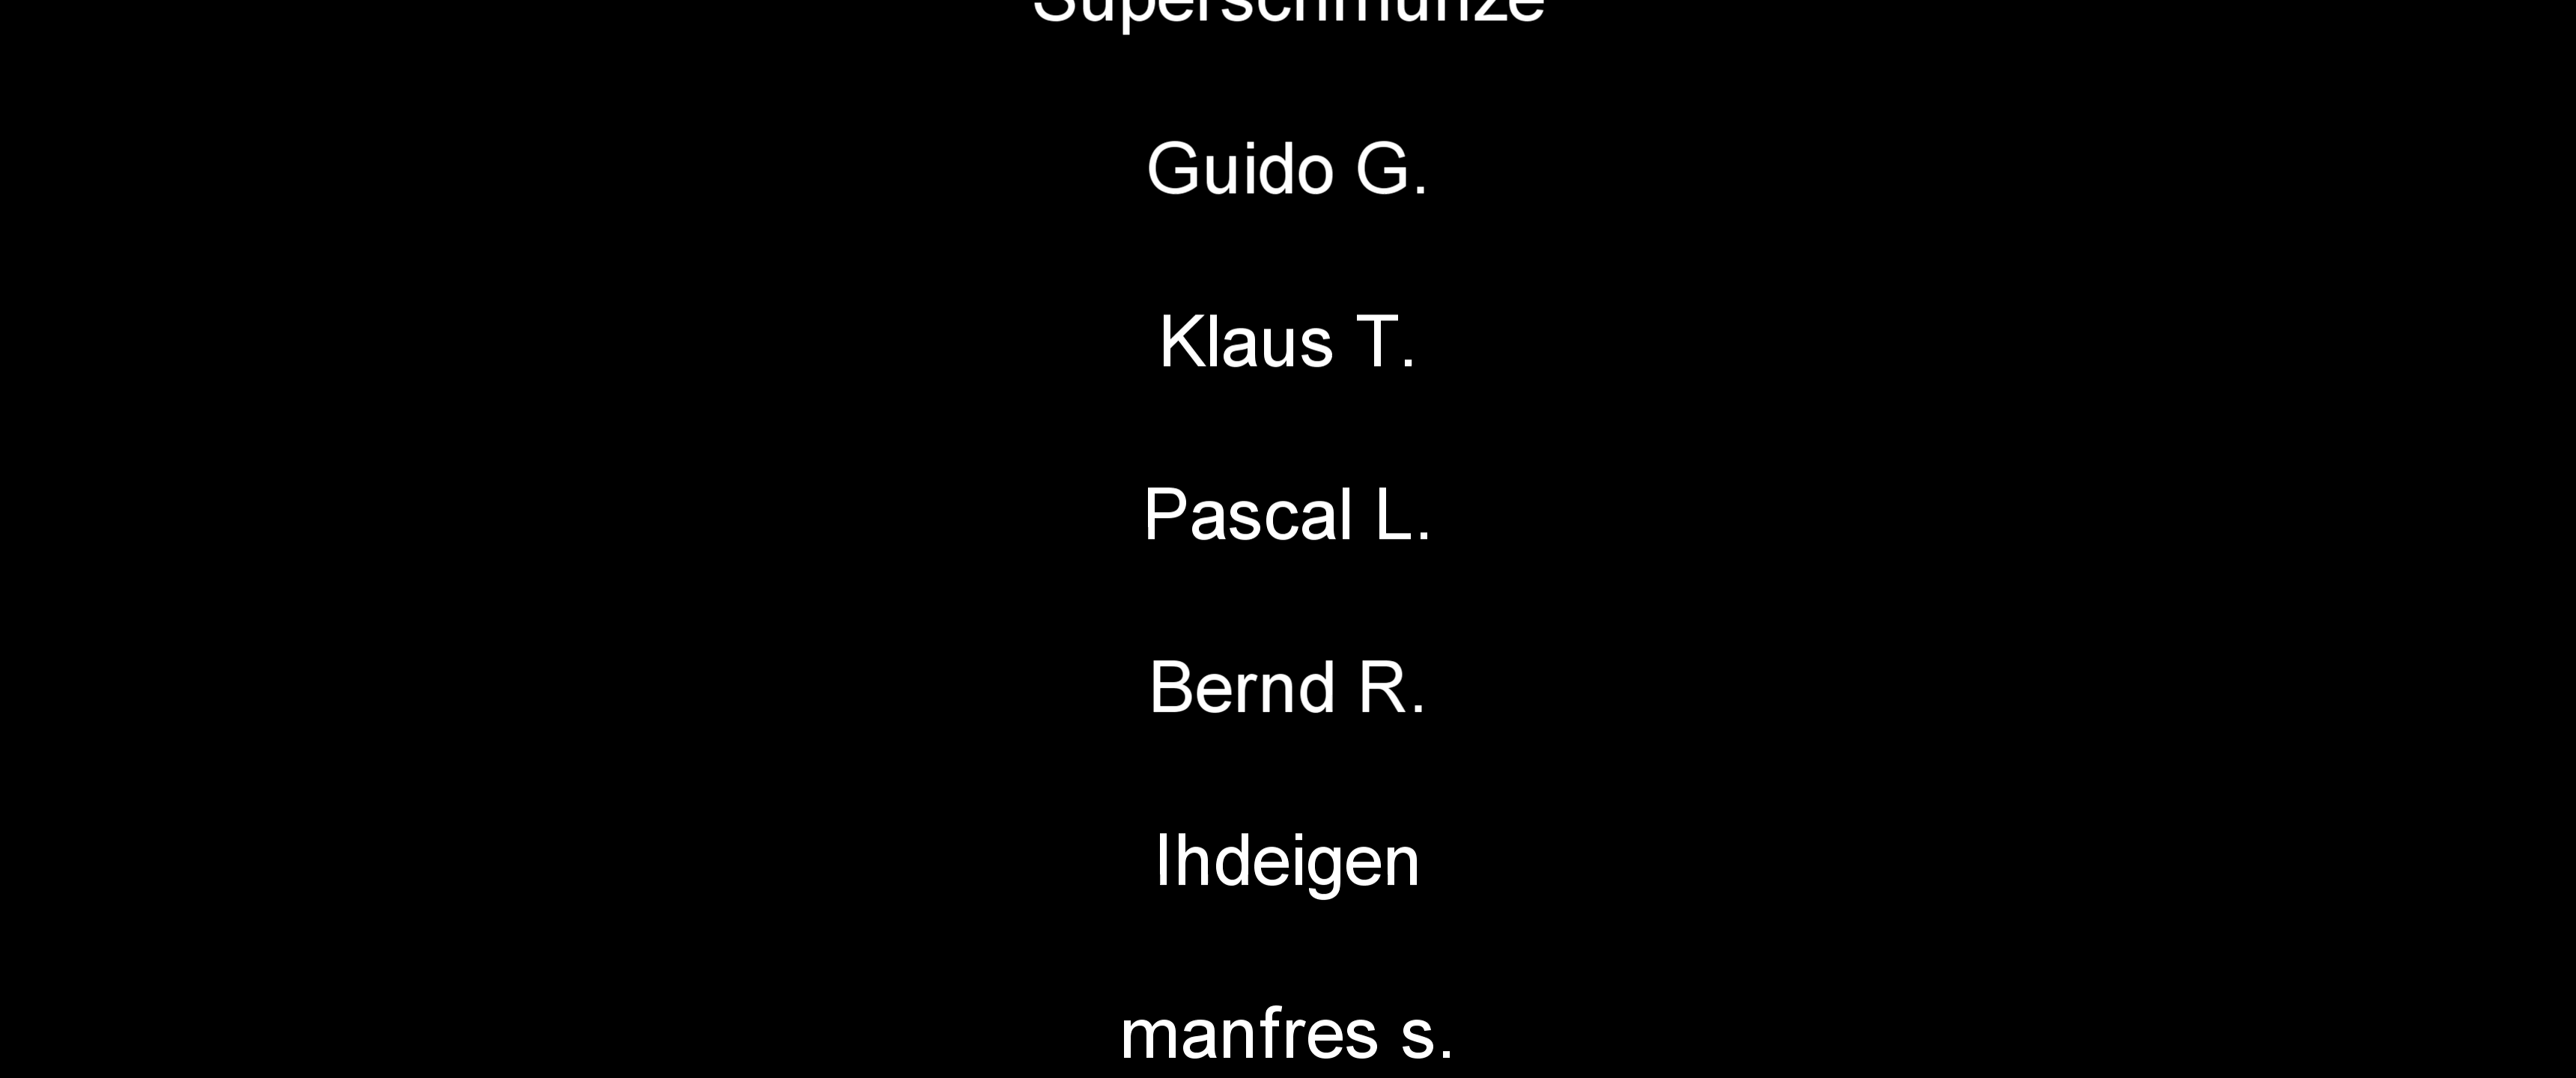 Guido G.
Klaus T.
Pascal L.
Bernd R.
Ihdeigen
manfres s.